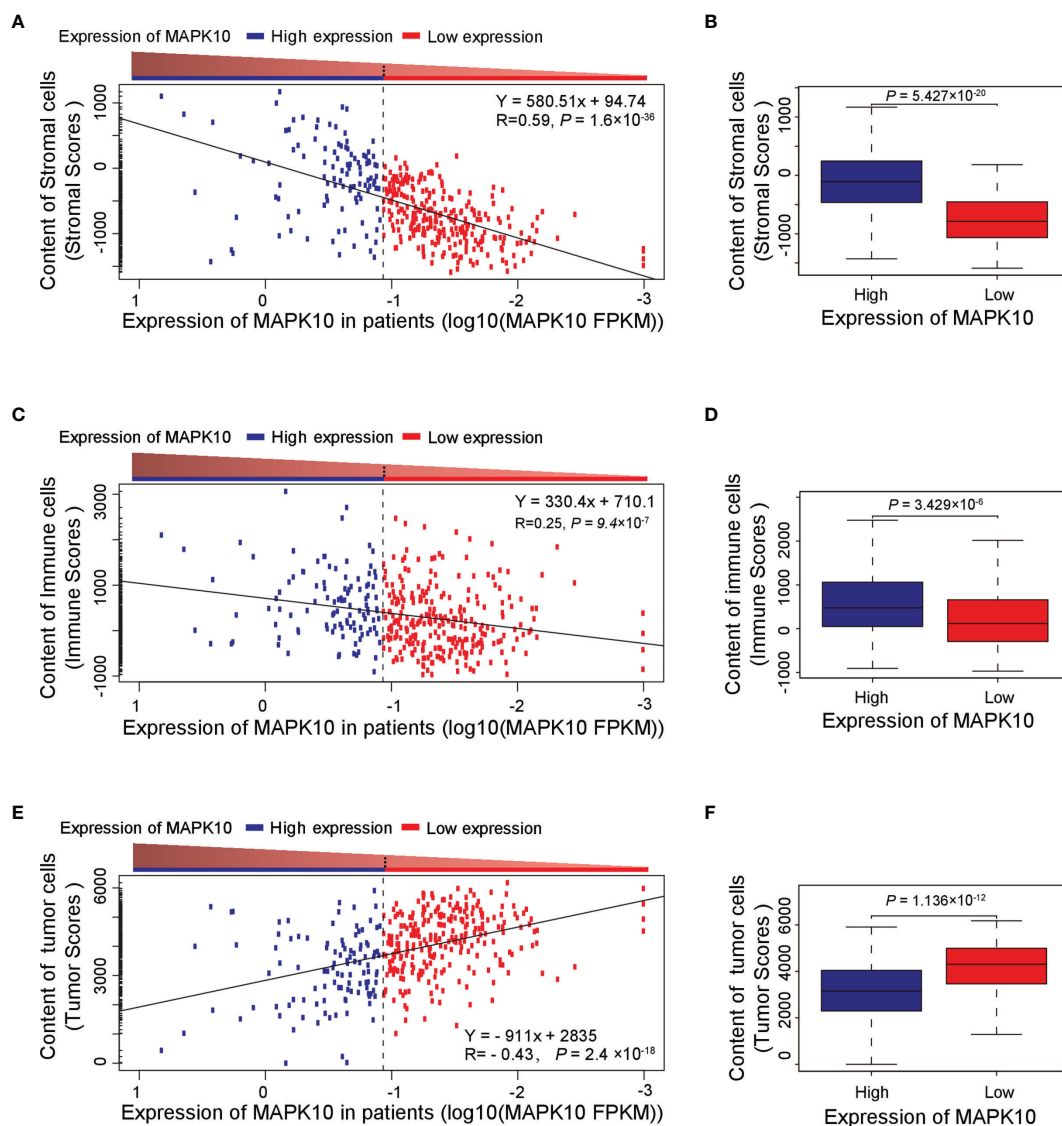 A
Expression of MAPK10 High expression Low expression
Y = 580.51x + 94.74
R=0.59, P = 1.6×10-36
Content of Stromal cells
(Stromal Scores)
1000
0
-1000
1 0 -1 -2 -3
Expression of MAPK10 in patients (log10(MAPK10 FPKM))
B
P = 5.427×10-20
Content of Stromal cells
(Stromal Scores)
1000
0
-1000
High Low
Expression of MAPK10
C
Expression of MAPK10 High expression Low expression
Y = 330.4x + 710.1
R=0.25, P = 9.4×10-7
Content of Immune cells
(Immune Scores )
3000
1000
-1000
1 0 -1 -2 -3
Expression of MAPK10 in patients (log10(MAPK10 FPKM))
D
P = 3.429×10-6
Content of immune cells
(Immune Scores )
2000
1000
0
-1000
High Low
Expression of MAPK10
E
Expression of MAPK10 High expression Low expression
Content of tumor cells
(Tumor Scores )
6000
3000
0
Y = - 911x + 2835
R= - 0.43, P = 2.4 ×10-18
1 0 -1 -2 -3
Expression of MAPK10 in patients (log10(MAPK10 FPKM))
F
P = 1.136×10-12
Content of tumor cells
(Tumor Scores )
6000
4000
2000
0
High Low
Expression of MAPK10